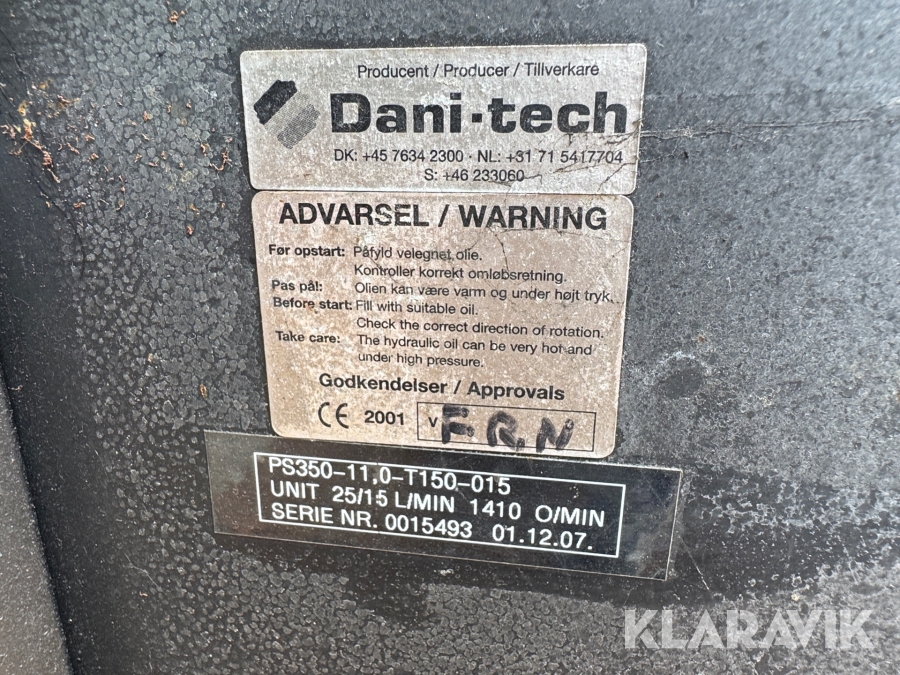 Producent / Producer / Tillverkare
Dani-tech
DK: +45 7634 2300 · NL: +31 71 5417704
S: +46 233060
ADVARSEL / WARNING
Før opstart: Påfyld velegnet olie.
Kontroller korrekt omløbsretning.
Pas på!: Olien kan være varm og under højt tryk.
Before start: Fill with suitable oil.
Check the correct direction of rotation.
Take care: The hydraulic oil can be very hot and
under high pressure.
Godkendelser / Approvals
CE 2001 v F.R.N
PS350-11,0-T150-015
UNIT 25/15 L/MIN 1410 O/MIN
SERIE NR. 0015493 01.12.07.
KLARAVIK